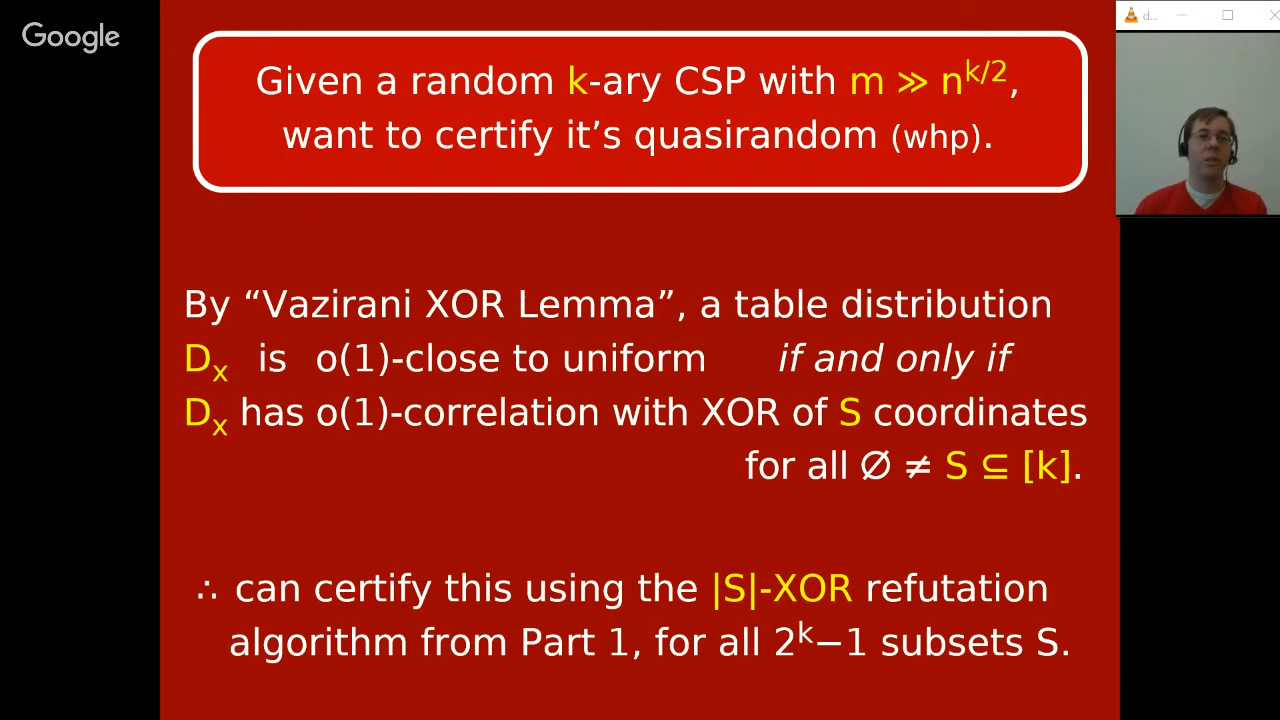 Google
d...
Given a random k-ary CSP with m ≫ n^k/2,
want to certify it’s quasirandom (whp).
By “Vazirani XOR Lemma”, a table distribution
Dₓ is o(1)-close to uniform if and only if
Dₓ has o(1)-correlation with XOR of S coordinates
for all Ø ≠ S ⊆ [k].
∴ can certify this using the |S|-XOR refutation
algorithm from Part 1, for all 2^k−1 subsets S.